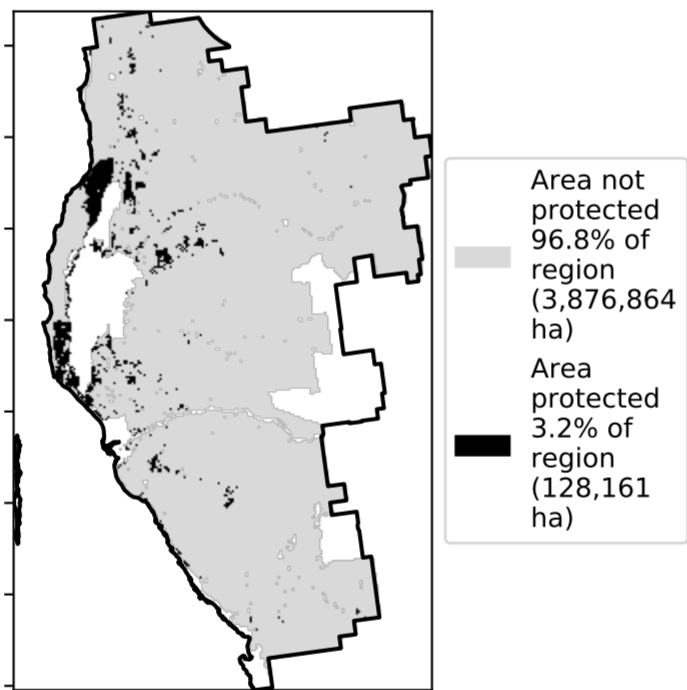 Area not
protected
96.8% of
region
(3,876,864
ha)
Area
protected
3.2% of
region
(128,161
ha)